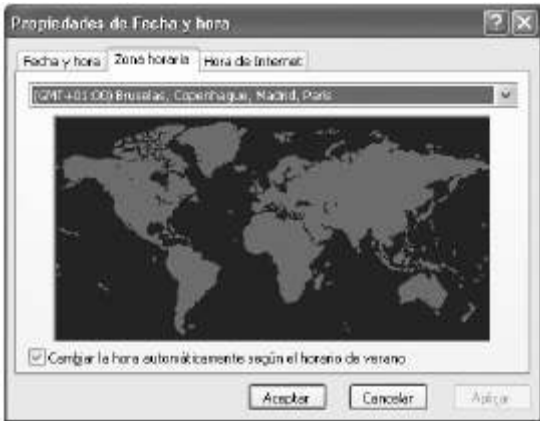 Propiedades de Fecha y hora
Fecha y hora
Zona horaria
Hora de Internet
(GMT+01:00) Bruselas, Copenhague, Madrid, París
Cambiar la hora automáticamente según el horario de verano
Aceptar
Cancelar
Aplicar